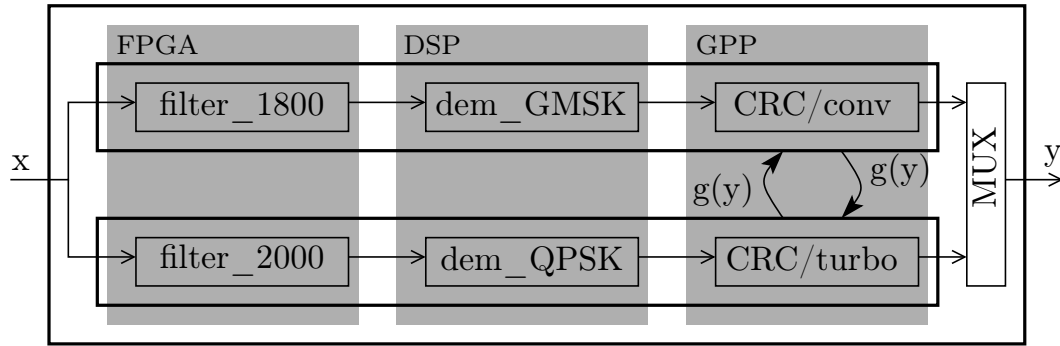 FPGA
DSP
GPP
filter_1800
dem_GMSK
CRC/conv
x
g(y)
g(y)
MUX
y
filter_2000
dem_QPSK
CRC/turbo